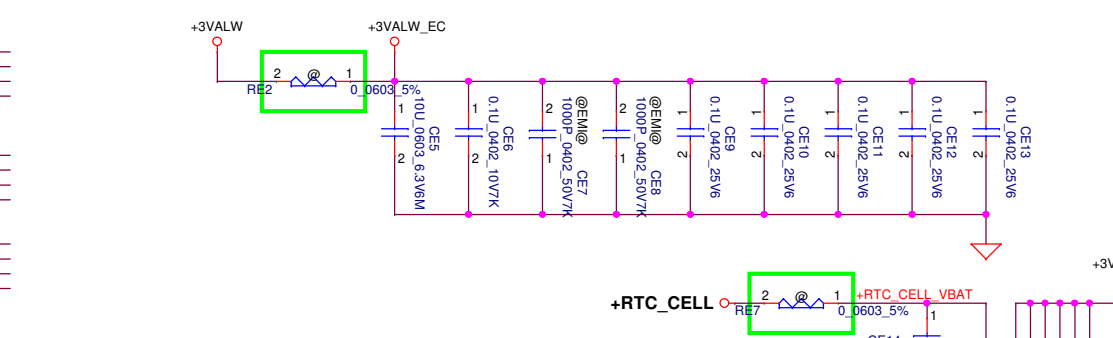 +3VALW
+3VALW_EC
2
@
1
RE2
0_0603_5%
1
2
10U_0603_6.3V6M
CE5
1
2
0.1U_0402_10V7K
CE6
2
1
1000P_0402_50V7K
@EMI@
CE7
2
1
1000P_0402_50V7K
@EMI@
CE8
1
2
0.1U_0402_25V6
CE9
1
2
0.1U_0402_25V6
CE10
1
2
0.1U_0402_25V6
CE11
1
2
0.1U_0402_25V6
CE12
1
2
0.1U_0402_25V6
CE13
+3V
+RTC_CELL
2
@
1
+RTC_CELL_VBAT
RE7
0_0603_5%
1